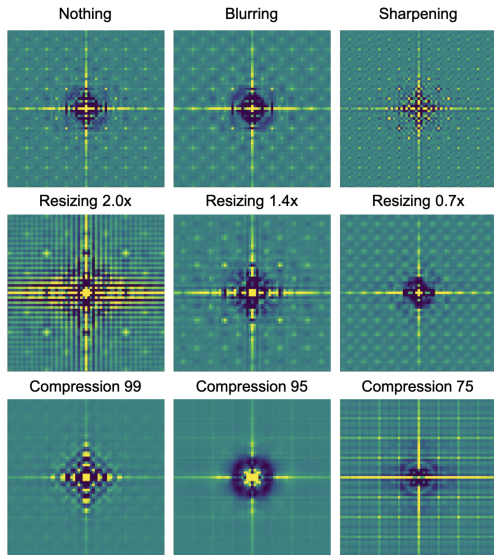 Nothing Blurring Sharpening
Resizing 2.0x Resizing 1.4x Resizing 0.7x
Compression 99 Compression 95 Compression 75